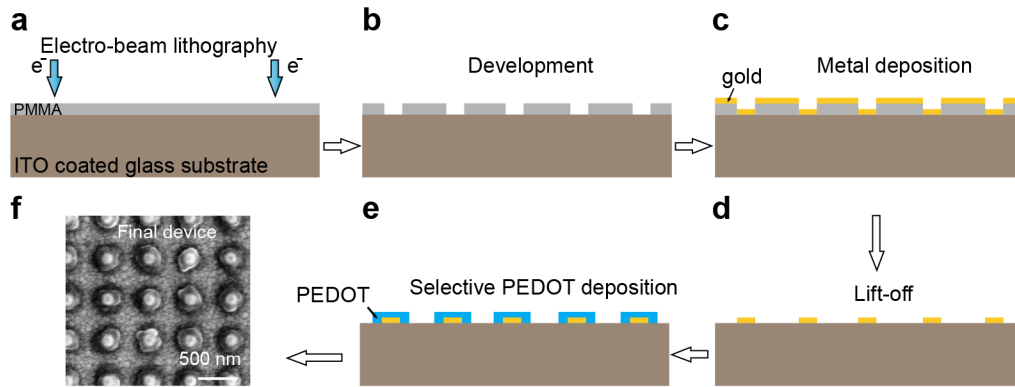 a
Electro-beam lithography
e⁻ e⁻
PMMA
ITO coated glass substrate
b
Development
c
Metal deposition
gold
d
Lift-off
e
Selective PEDOT deposition
PEDOT
f
Final device
500 nm